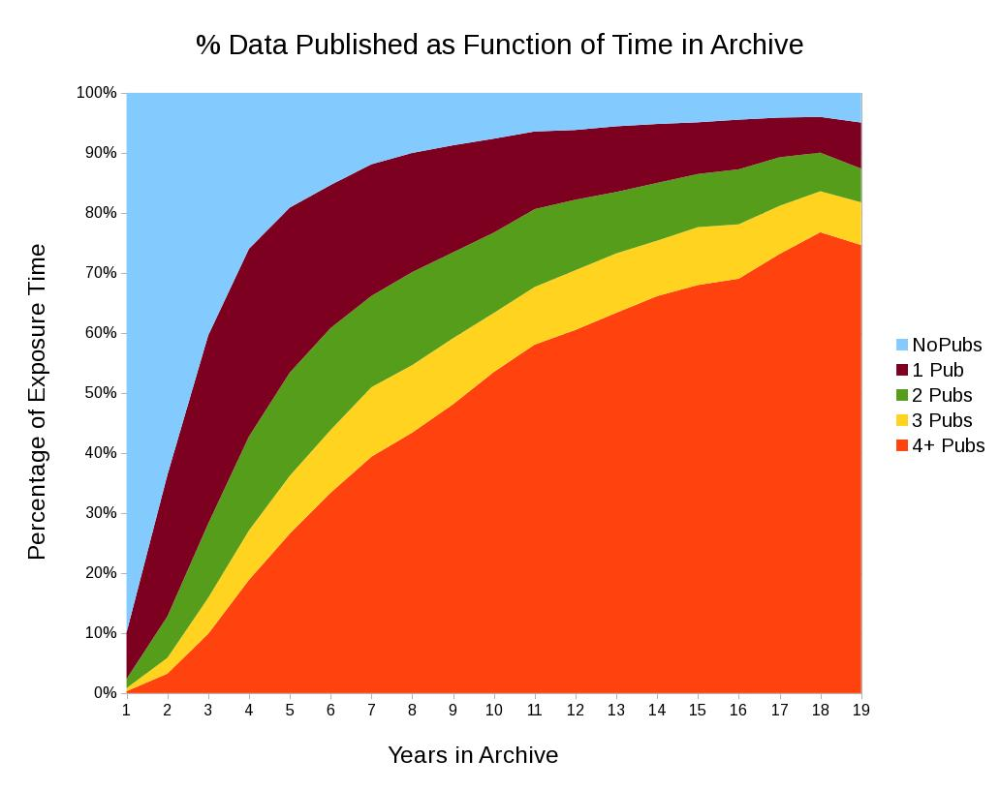 % Data Published as Function of Time in Archive
100%
90%
80%
70%
60%
50%
40%
30%
20%
10%
0%
Percentage of Exposure Time
1 2 3 4 5 6 7 8 9 10 11 12 13 14 15 16 17 18 19
Years in Archive
NoPubs
1 Pub
2 Pubs
3 Pubs
4+ Pubs